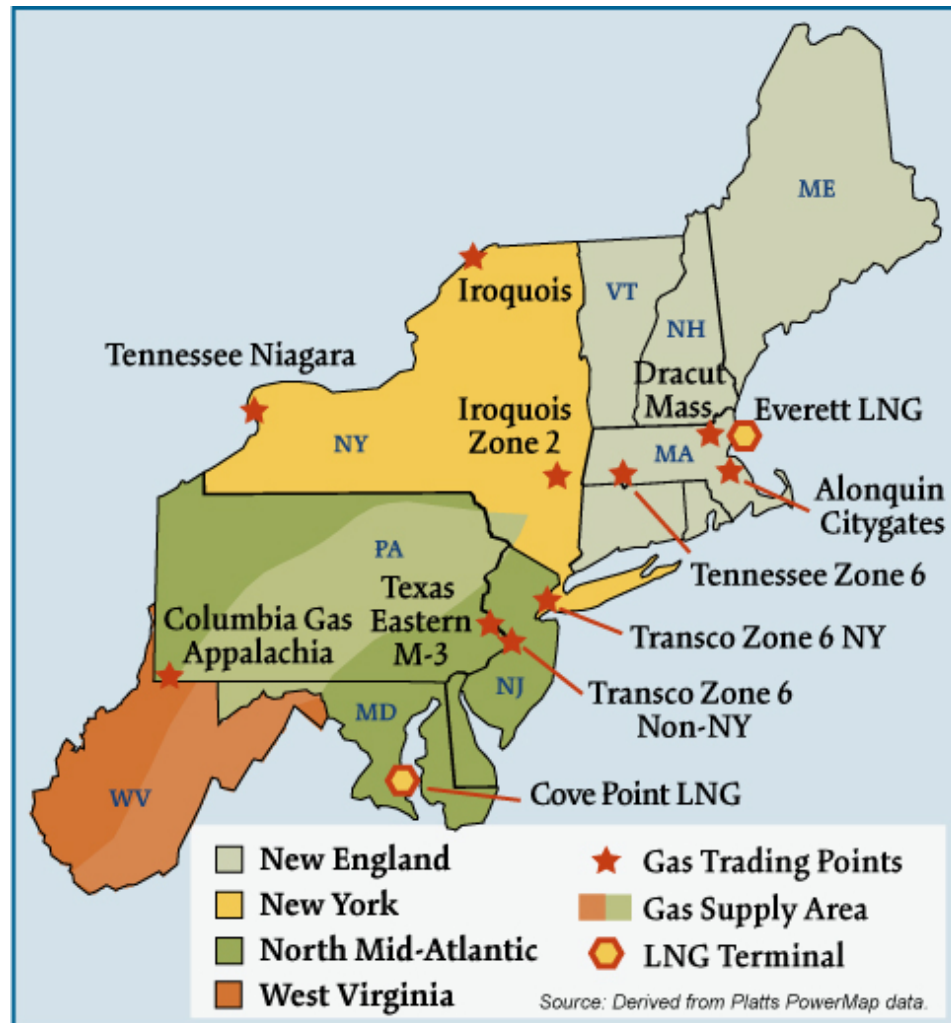 ME
VT
Iroquois
NH
Tennessee Niagara
Dracut
Mass.
Everett LNG
Iroquois
Zone 2
NY
MA
Alonquin
Citygates
PA
Tennessee Zone 6
Texas
Eastern
M-3
Columbia Gas
Appalachia
Transco Zone 6 NY
NJ
Transco Zone 6
Non-NY
MD
WV
Cove Point LNG
New England
New York
North Mid-Atlantic
West Virginia
Gas Trading Points
Gas Supply Area
LNG Terminal
Source: Derived from Platts PowerMap data.